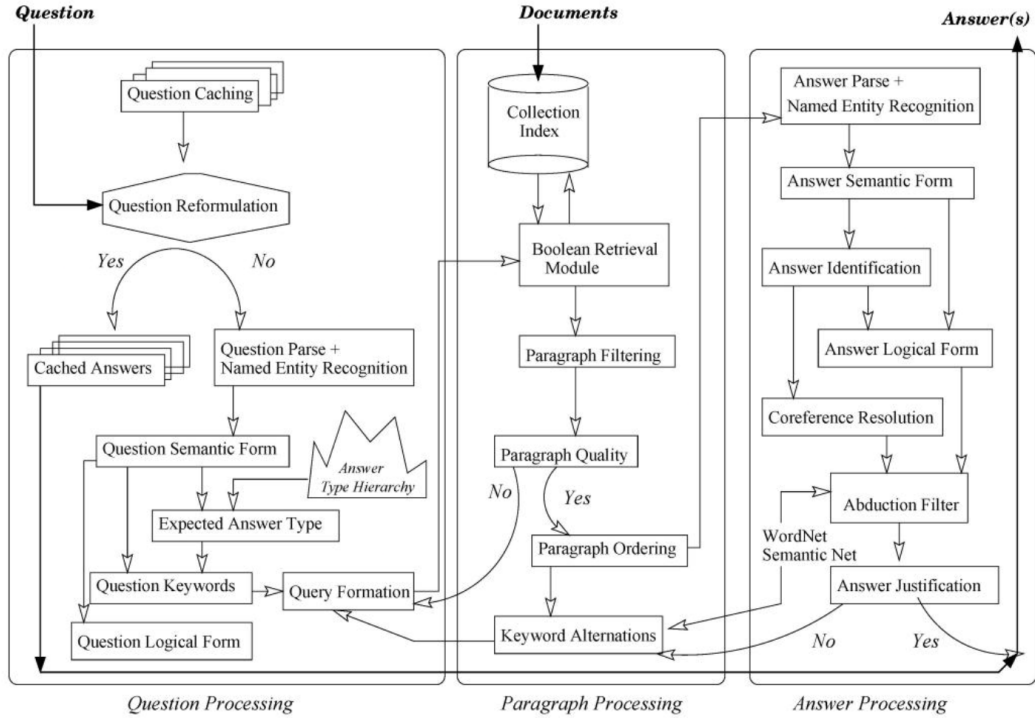 Question
Documents
Answer(s)
Question Caching
Question Reformulation
Yes
No
Cached Answers
Question Parse +
Named Entity Recognition
Question Semantic Form
Answer
Type Hierarchy
Expected Answer Type
Question Keywords
Query Formation
Question Logical Form
Question Processing
Collection
Index
Boolean Retrieval
Module
Paragraph Filtering
Paragraph Quality
No
Yes
Paragraph Ordering
Keyword Alternations
Paragraph Processing
Answer Parse +
Named Entity Recognition
Answer Semantic Form
Answer Identification
Answer Logical Form
Coreference Resolution
Abduction Filter
WordNet
Semantic Net
Answer Justification
No
Yes
Answer Processing